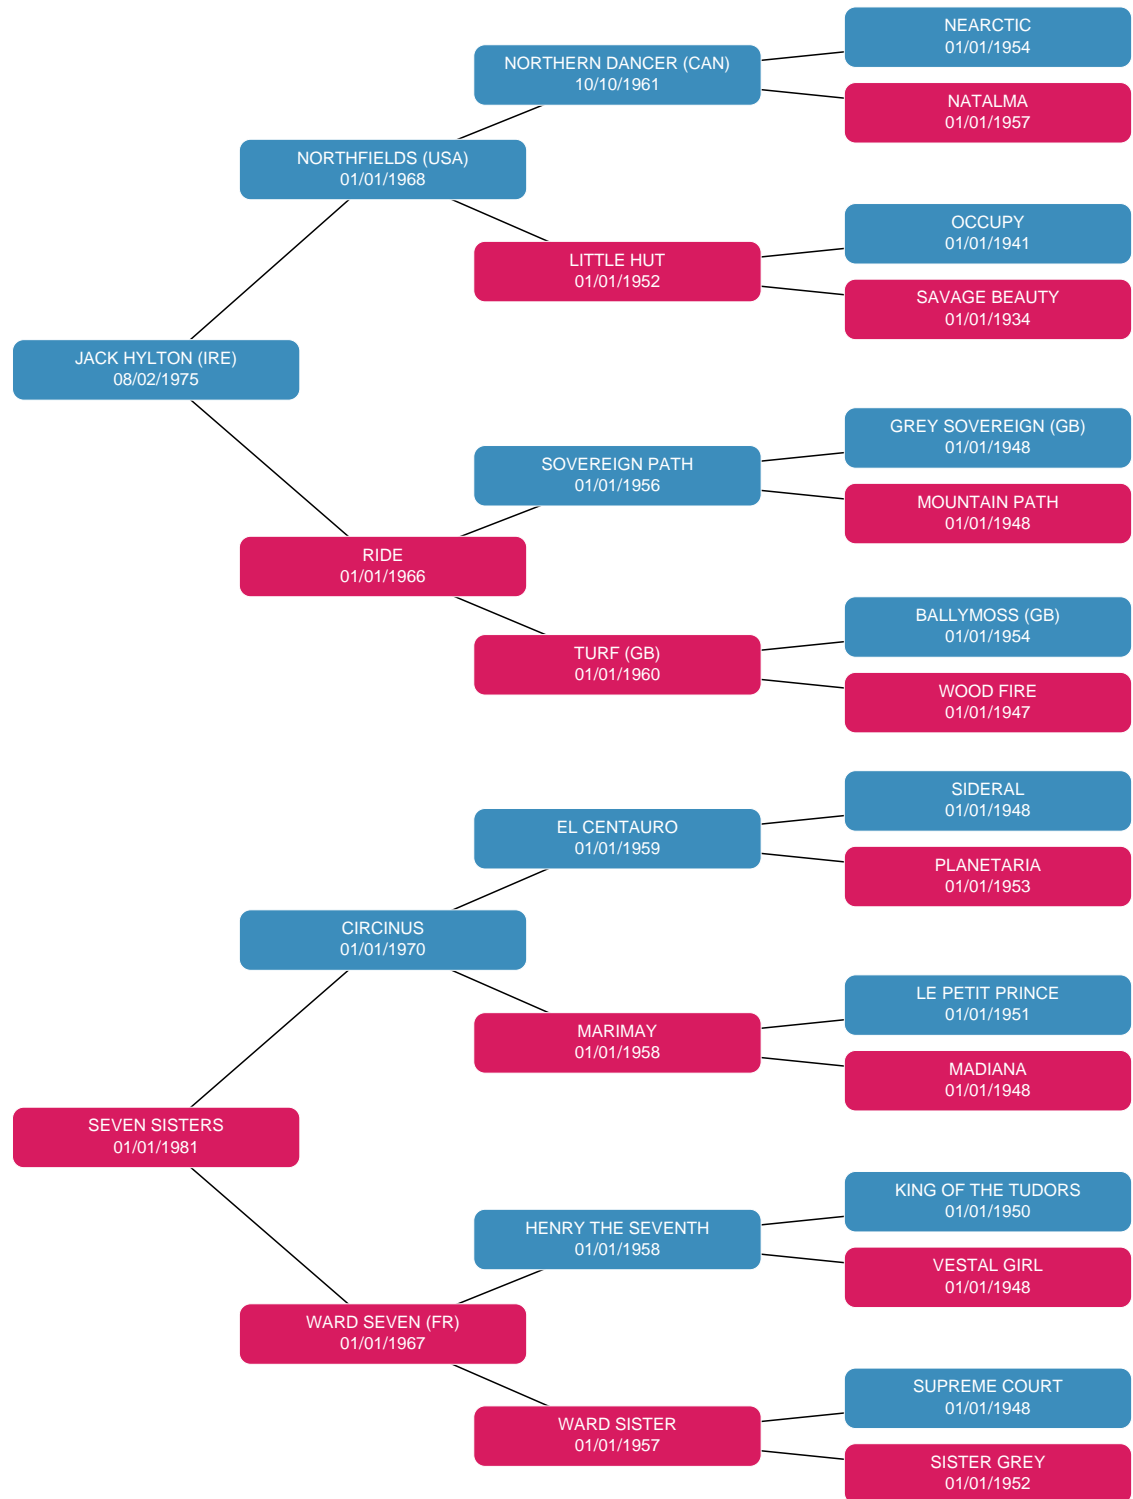 NEARCTIC
01/01/1954
NORTHERN DANCER (CAN)
10/10/1961
NATALMA
01/01/1957
NORTHFIELDS (USA)
01/01/1968
OCCUPY
01/01/1941
LITTLE HUT
01/01/1952
SAVAGE BEAUTY
01/01/1934
JACK HYLTON (IRE)
08/02/1975
GREY SOVEREIGN (GB)
01/01/1948
SOVEREIGN PATH
01/01/1956
MOUNTAIN PATH
01/01/1948
RIDE
01/01/1966
BALLYMOSS (GB)
01/01/1954
TURF (GB)
01/01/1960
WOOD FIRE
01/01/1947
SIDERAL
01/01/1948
EL CENTAURO
01/01/1959
PLANETARIA
01/01/1953
CIRCINUS
01/01/1970
LE PETIT PRINCE
01/01/1951
MARIMAY
01/01/1958
MADIANA
01/01/1948
SEVEN SISTERS
01/01/1981
KING OF THE TUDORS
01/01/1950
HENRY THE SEVENTH
01/01/1958
VESTAL GIRL
01/01/1948
WARD SEVEN (FR)
01/01/1967
SUPREME COURT
01/01/1948
WARD SISTER
01/01/1957
SISTER GREY
01/01/1952